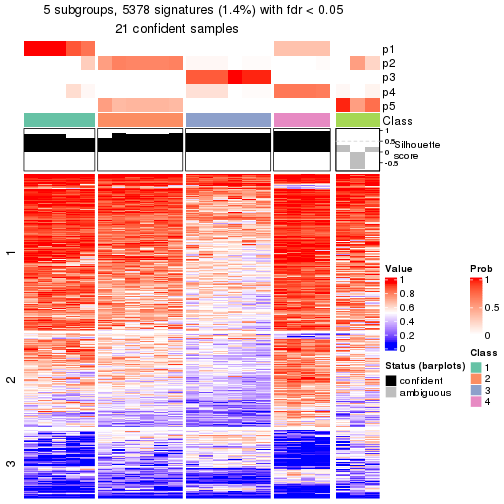 5 subgroups, 5378 signatures (1.4%) with fdr < 0.05
21 confident samples
p1
p2
p3
p4
p5
Class
1
0.5
0
-0.5
Silhouette
score
1
2
3
Value
1
0.8
0.6
0.4
0.2
0
Prob
1
0.5
0
Status (barplots)
confident
ambiguous
Class
1
2
3
4